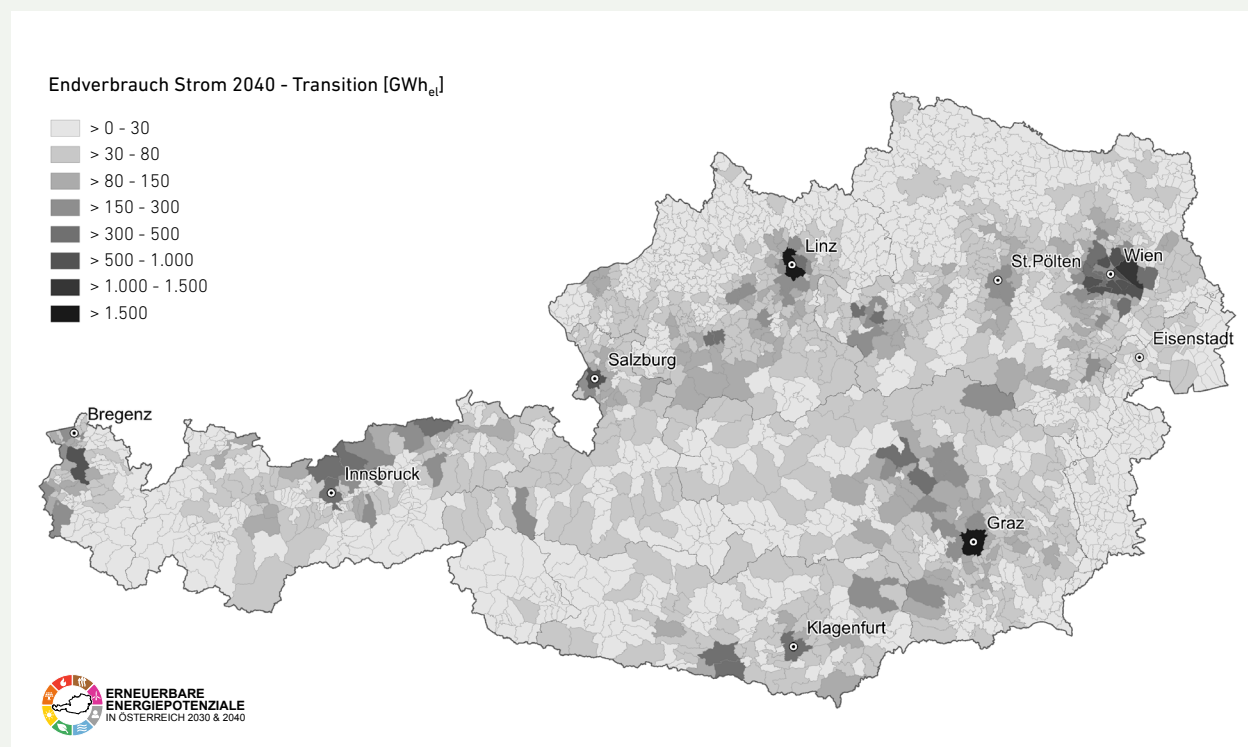 Endverbrauch Strom 2040 - Transition [GWhel]
> 0 - 30
> 30 - 80
> 80 - 150
> 150 - 300
> 300 - 500
> 500 - 1.000
> 1.000 - 1.500
> 1.500
Linz
St.Pölten
Wien
Eisenstadt
Salzburg
Bregenz
Innsbruck
Graz
Klagenfurt
ERNEUERBARE
ENERGIEPOTENZIALE
IN ÖSTERREICH 2030 & 2040